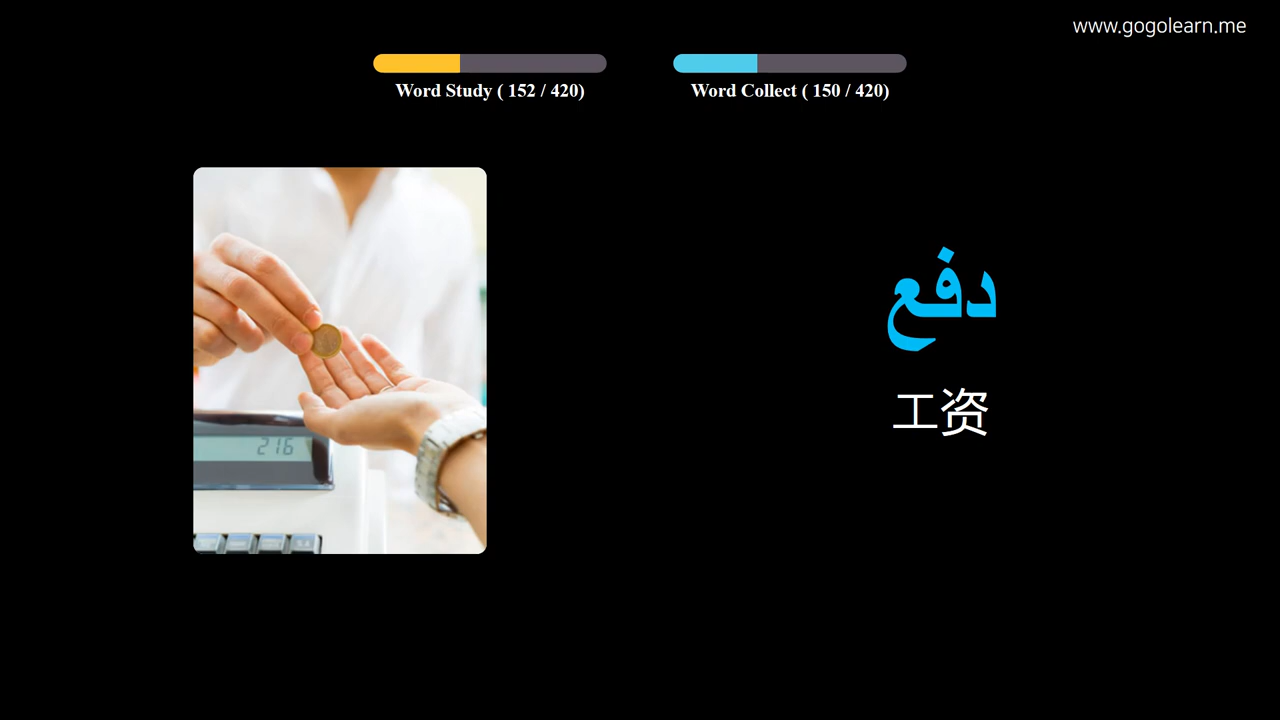 www.gogolearn.me
Word Study ( 152 / 420)
Word Collect ( 150 / 420)
دفع
工资
216